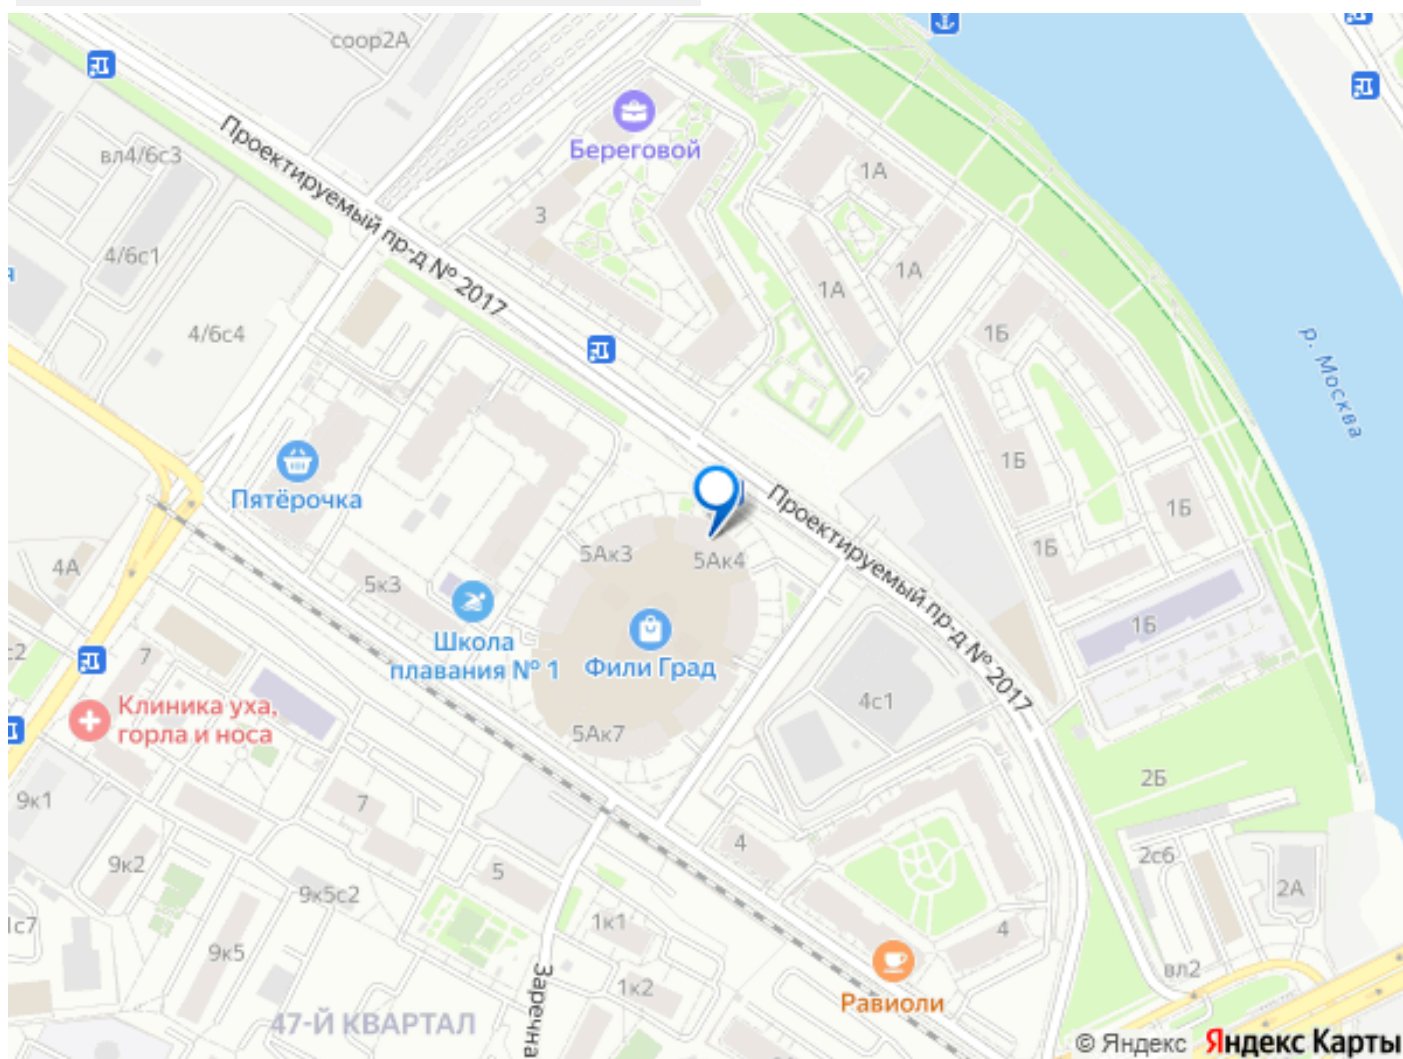 соор2А
вл4/6с3
Проектируемый пр-д № 2017
Береговой
1А
3
4/6с1
1А
1А
4/6с4
1Б
р. Москва
1Б
Пятёрочка
1Б
Проектируемый пр-д № 2017
5Ак3
5Ак4
1Б
4А
5к3
1Б
Школа
плавания № 1
Фили Град
7
Клиника уха,
горла и носа
4с1
5Ак7
2Б
9к1
7
4
2с6
9к2
5
9к5с2
2А
1к1
4
9к5
вл2
1к2
Заречна
Равиоли
47-Й КВАРТАЛ
© Яндекс Яндекс Карты